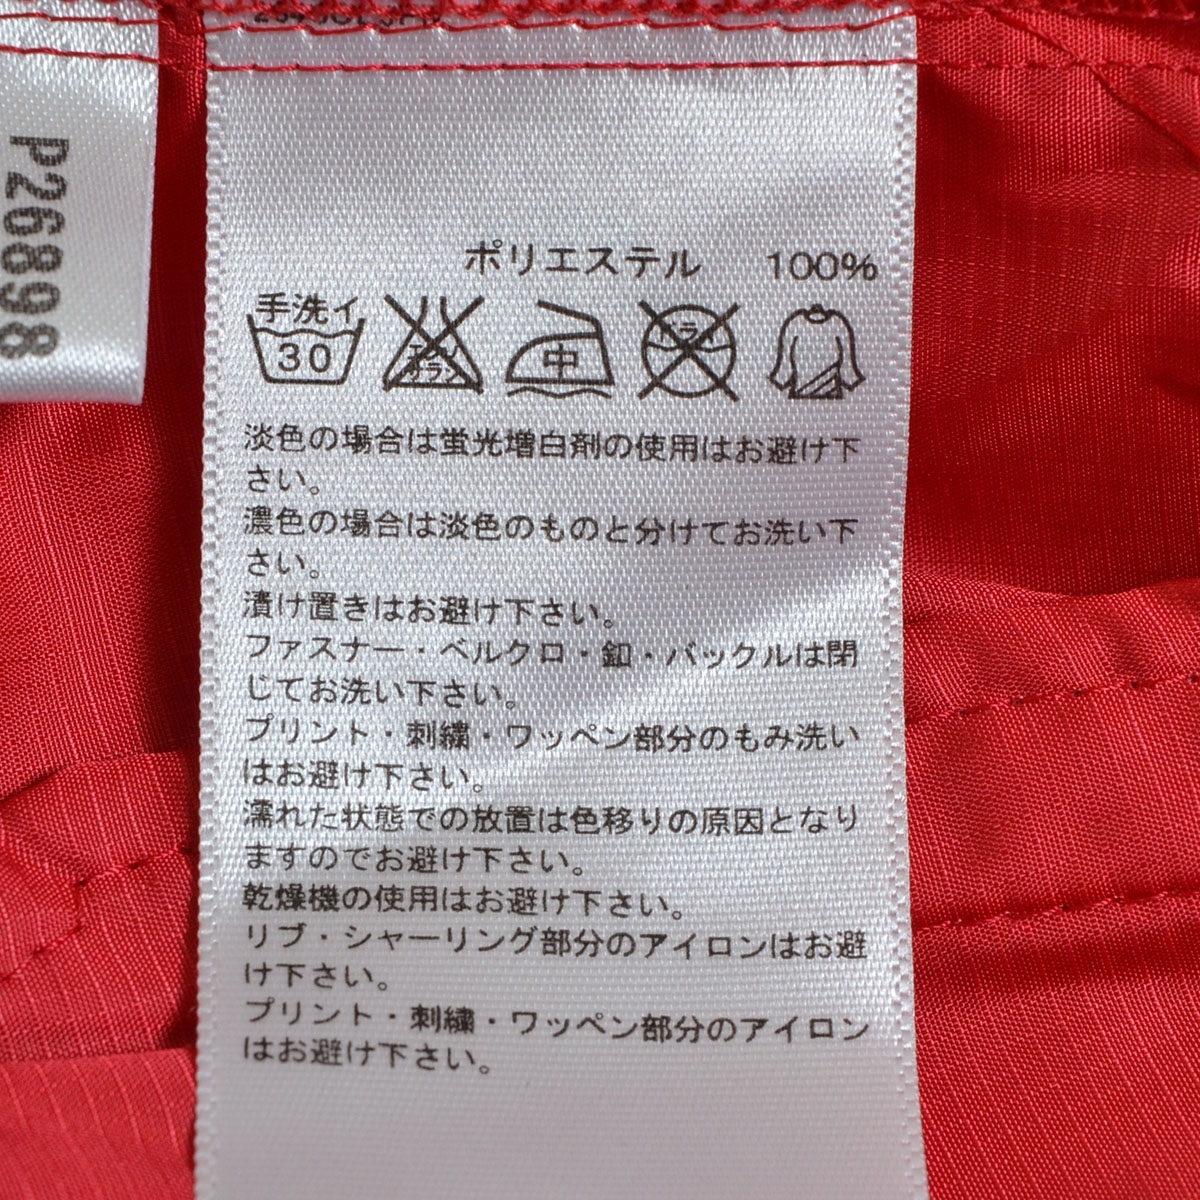 P26898
ポリエステル 100%
手洗イ
30
中
ドライ
淡色の場合は蛍光増白剤の使用はお避け下
さい。
濃色の場合は淡色のものと分けてお洗い下
さい。
漬け置きはお避け下さい。
ファスナー・ベルクロ・釦・バックルは閉
じてお洗い下さい。
プリント・刺繍・ワッペン部分のもみ洗い
はお避け下さい。
濡れた状態での放置は色移りの原因となり
ますのでお避け下さい。
乾燥機の使用はお避け下さい。
リブ・シャーリング部分のアイロンはお避
け下さい。
プリント・刺繍・ワッペン部分のアイロン
はお避け下さい。